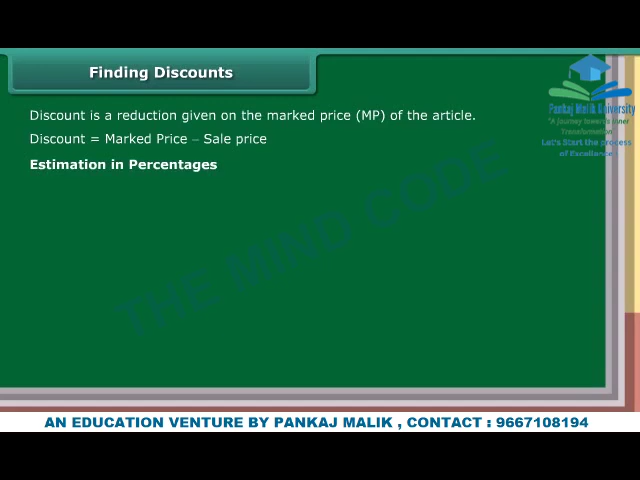 Finding Discounts
Discount is a reduction given on the marked price (MP) of the article.
Discount = Marked Price – Sale price
Estimation in Percentages
Pankaj Malik University
"A journey towards Inner
Transformation"
Let's Start the process
of Excellence!
THE MIND CODE
AN EDUCATION VENTURE BY PANKAJ MALIK , CONTACT : 9667108194